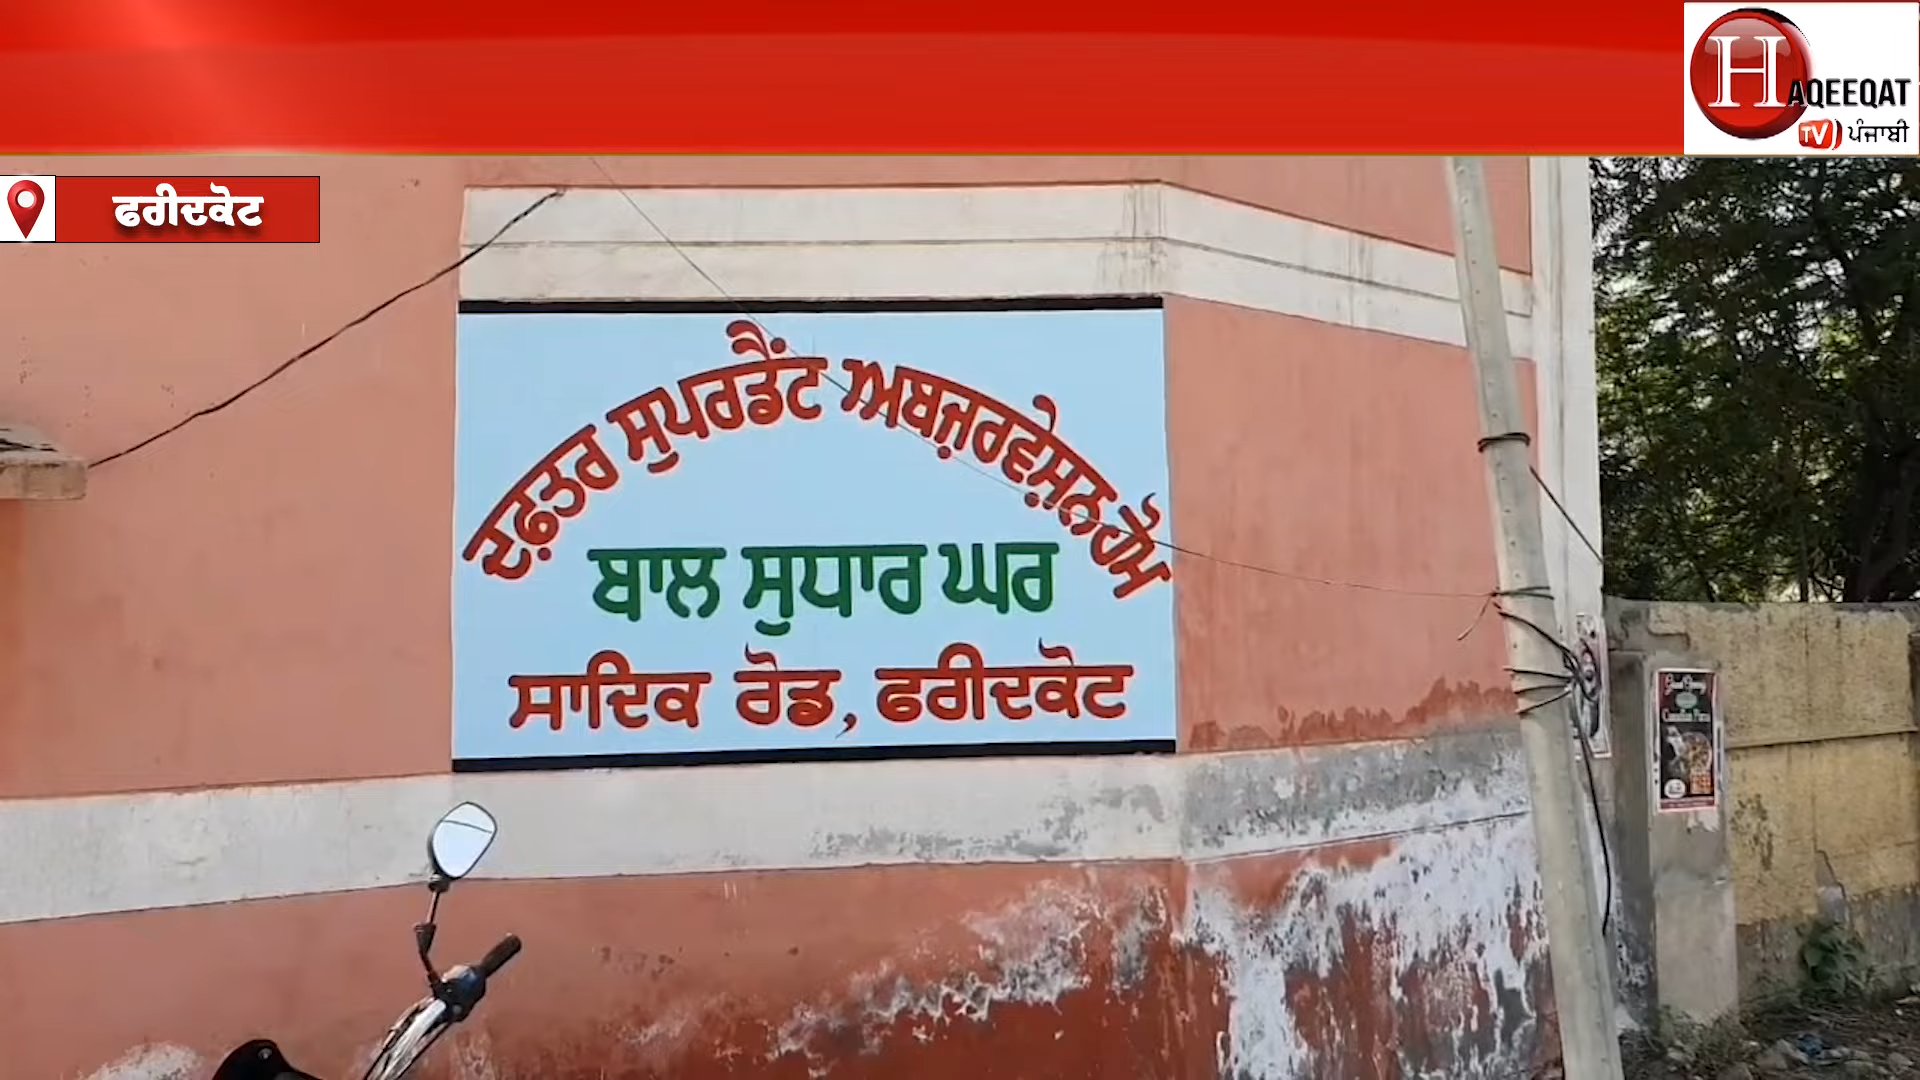 HAQEEQAT
TV ਪੰਜਾਬੀ
ਫਰੀਦਕੋਟ
ਦਫ਼ਤਰ ਸੁਪਰਡੈਂਟ ਅਬਜ਼ਰਵੇਸ਼ਨ ਹੋਮ
ਬਾਲ ਸੁਧਾਰ ਘਰ
ਸਾਦਿਕ ਰੋਡ, ਫਰੀਦਕੋਟ